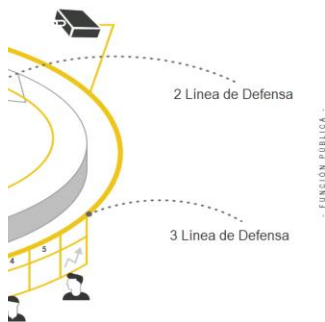 2 Línea de Defensa
- FUNCIÓN PÚBLICA -
3 Línea de Defensa
4
5